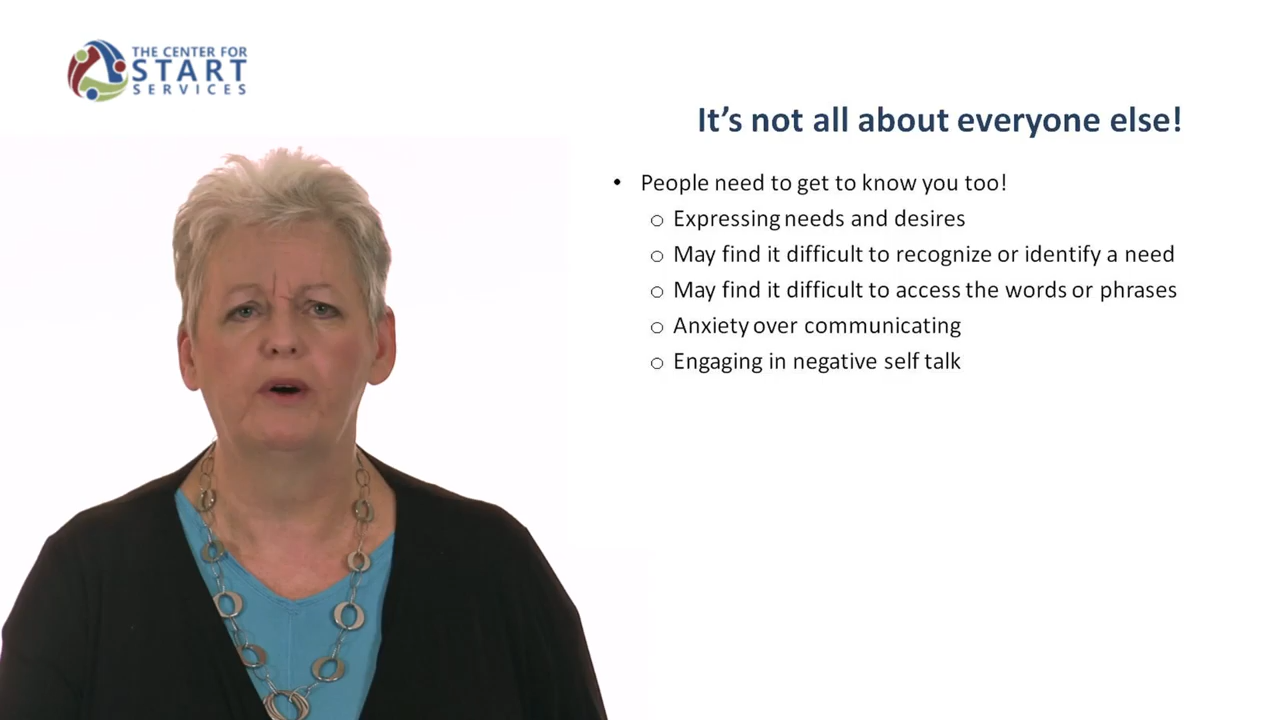 THE CENTER FOR
START
SERVICES
It's not all about everyone else!
• People need to get to know you too!
o Expressing needs and desires
o May find it difficult to recognize or identify a need
o May find it difficult to access the words or phrases
o Anxiety over communicating
o Engaging in negative self talk